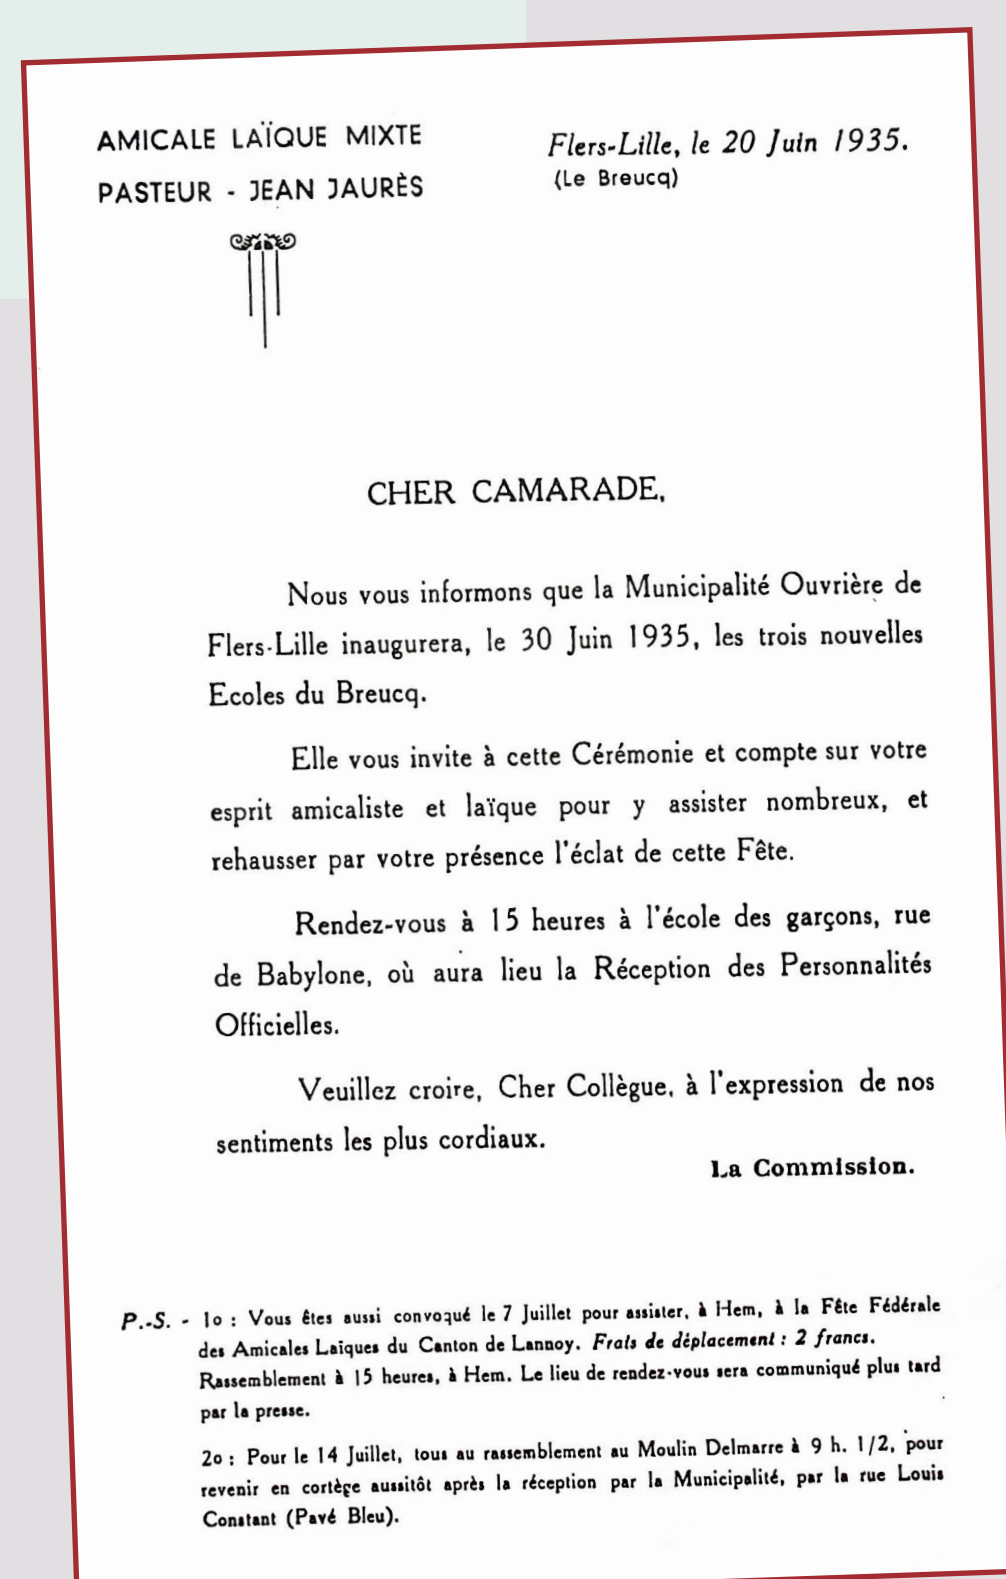 AMICALE LAÏQUE MIXTE
PASTEUR - JEAN JAURÈS
Flers-Lille, le 20 Juin 1935.
(Le Breucq)
CHER CAMARADE,
Nous vous informons que la Municipalité Ouvrière de
Flers-Lille inaugurera, le 30 Juin 1935, les trois nouvelles
Ecoles du Breucq.
Elle vous invite à cette Cérémonie et compte sur votre
esprit amicaliste et laïque pour y assister nombreux, et
rehausser par votre présence l'éclat de cette Fête.
Rendez-vous à 15 heures à l'école des garçons, rue
de Babylone, où aura lieu la Réception des Personnalités
Officielles.
Veuillez croire, Cher Collègue, à l'expression de nos
sentiments les plus cordiaux.
La Commission.
P.-S. - 1o : Vous êtes aussi convoqué le 7 Juillet pour assister, à Hem, à la Fête Fédérale
des Amicales Laïques du Canton de Lannoy. Frais de déplacement : 2 francs.
Rassemblement à 15 heures, à Hem. Le lieu de rendez-vous sera communiqué plus tard
par la presse.
2o : Pour le 14 Juillet, tous au rassemblement au Moulin Delmarre à 9 h. 1/2, pour
revenir en cortège aussitôt après la réception par la Municipalité, par la rue Louis
Constant (Pavé Bleu).